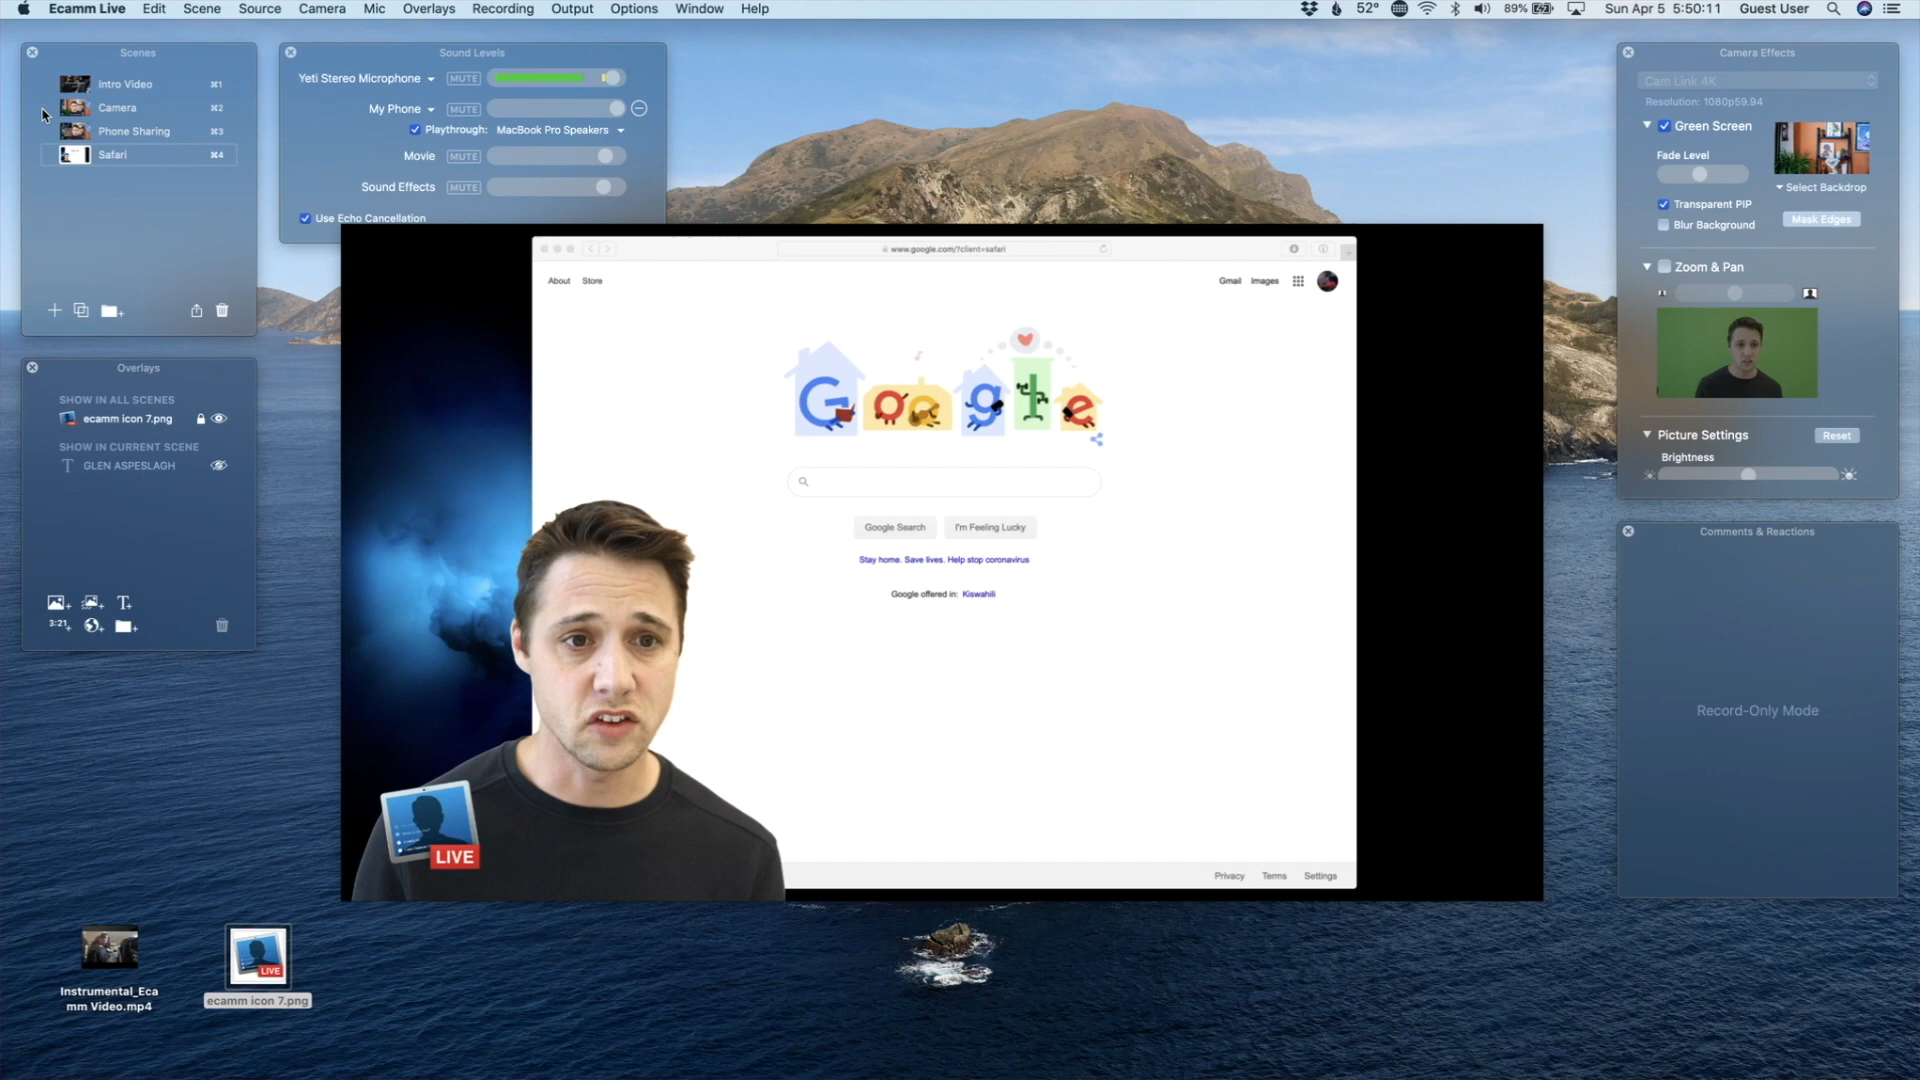 Ecamm Live Edit Scene Source Camera Mic Overlays Recording Output Options Window Help
52° 89% Sun Apr 5 5:50:11 Guest User
Scenes
Intro Video ⌘1
Camera ⌘2
Phone Sharing ⌘3
Safari ⌘4
Sound Levels
Yeti Stereo Microphone MUTE
My Phone MUTE
Playthrough: MacBook Pro Speakers
Movie MUTE
Sound Effects MUTE
Use Echo Cancellation
Overlays
SHOW IN ALL SCENES
ecamm icon 7.png
SHOW IN CURRENT SCENE
T GLEN ASPESLAGH
T+
3:21+
www.google.com/?client=safari
About Store
Gmail Images
Google
Google Search I'm Feeling Lucky
Stay home. Save lives. Help stop coronavirus
Google offered in: Kiswahili
LIVE
Privacy Terms Settings
Camera Effects
Cam Link 4K
Resolution: 1080p59.94
Green Screen
Fade Level
Select Backdrop
Transparent PIP
Blur Background
Mask Edges
Zoom & Pan
Picture Settings Reset
Brightness
Comments & Reactions
Record-Only Mode
Instrumental_Eca
mm Video.mp4
LIVE
ecamm icon 7.png